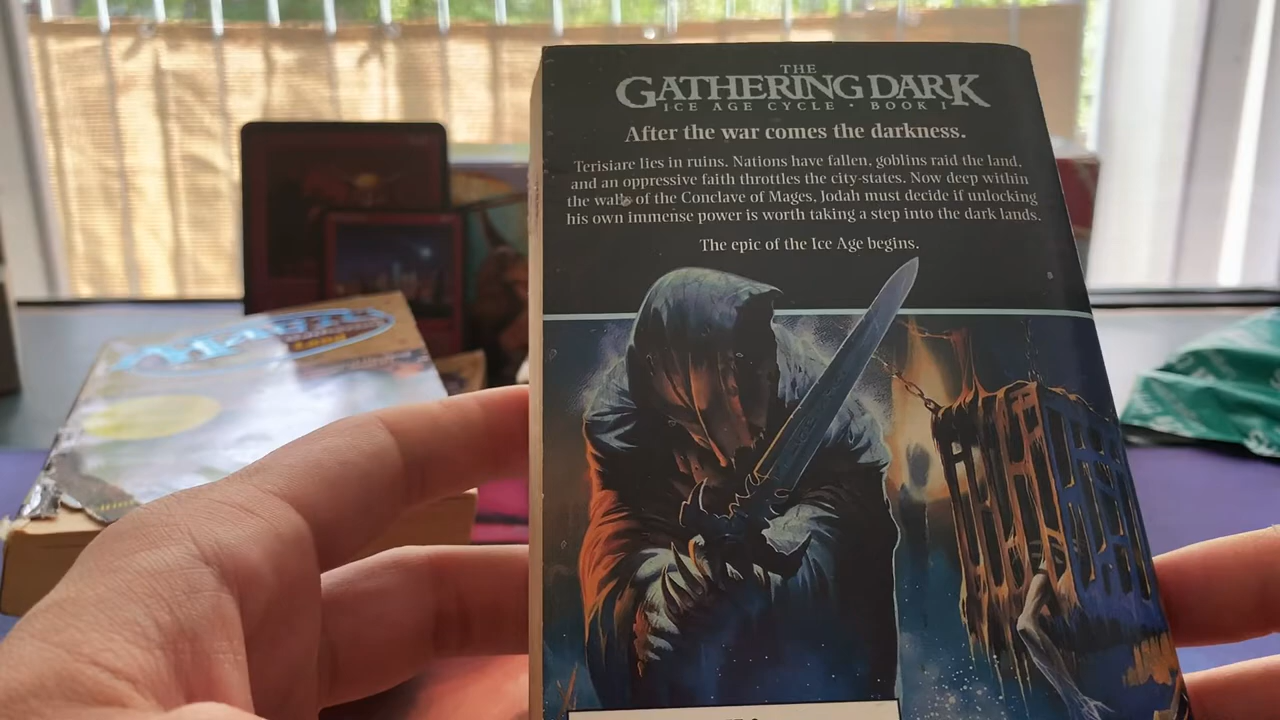 THE
GATHERING DARK
ICE AGE CYCLE • BOOK I
After the war comes the darkness.
Terisiare lies in ruins. Nations have fallen, goblins raid the land,
and an oppressive faith throttles the city-states. Now deep within
the walls of the Conclave of Mages, Jodah must decide if unlocking
his own immense power is worth taking a step into the dark lands.
The epic of the Ice Age begins.